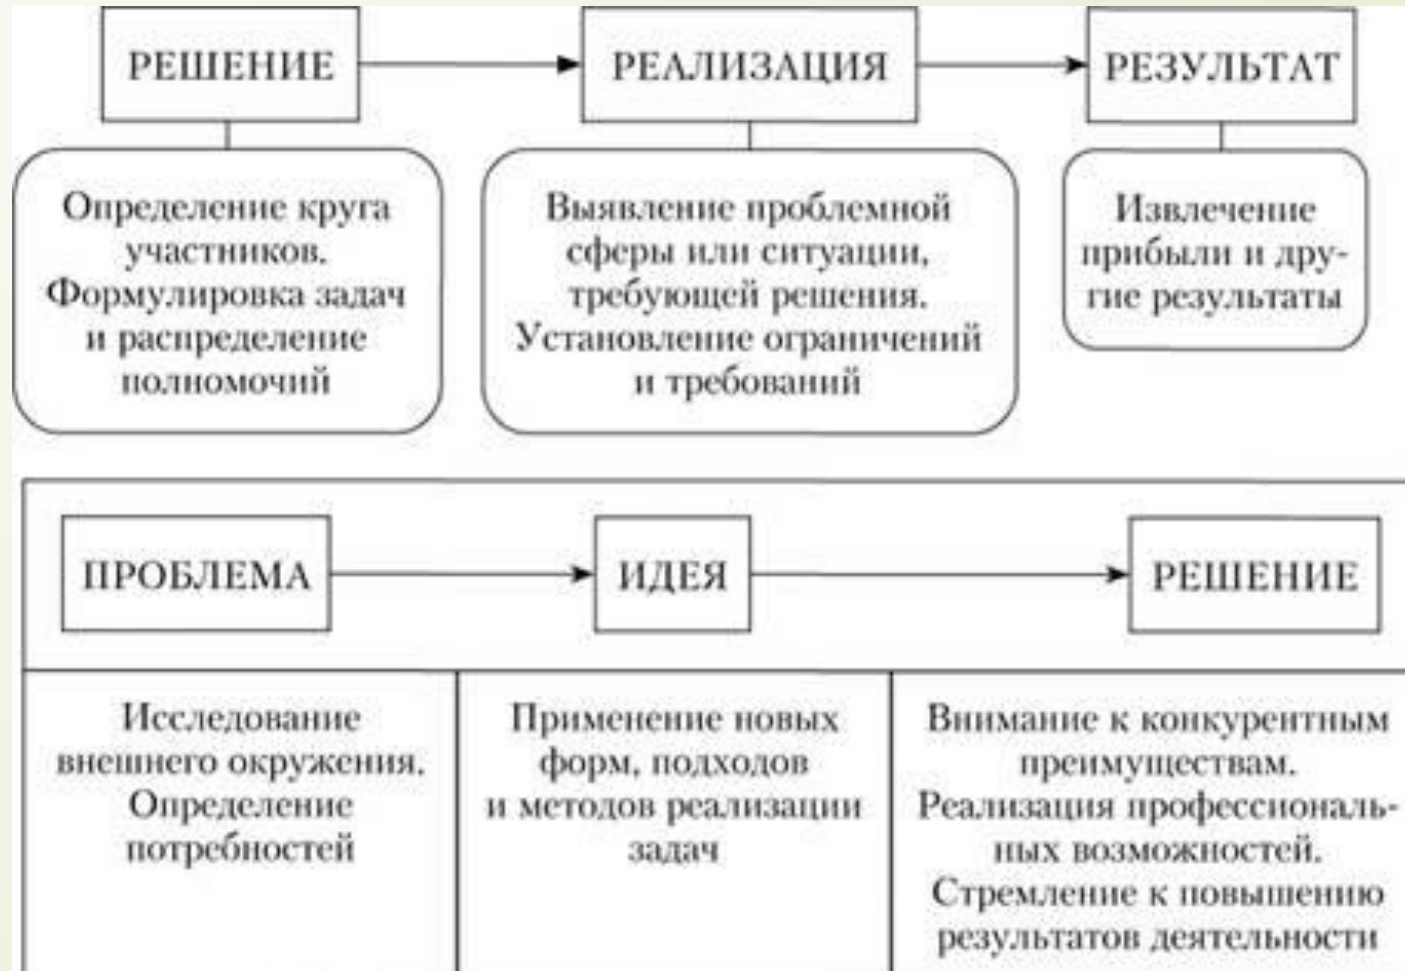 РЕШЕНИЕ
РЕАЛИЗАЦИЯ
РЕЗУЛЬТАТ
Определение круга
участников.
Формулировка задач
и распределение
полномочий
Выявление проблемной
сферы или ситуации,
требующей решения.
Установление ограничений
и требований
Извлечение
прибыли и дру-
гие результаты
ПРОБЛЕМА
ИДЕЯ
РЕШЕНИЕ
Исследование
внешнего окружения.
Определение
потребностей
Применение новых
форм, подходов
и методов реализации
задач
Внимание к конкурентным
преимуществам.
Реализация профессиональ-
ных возможностей.
Стремление к повышению
результатов деятельности